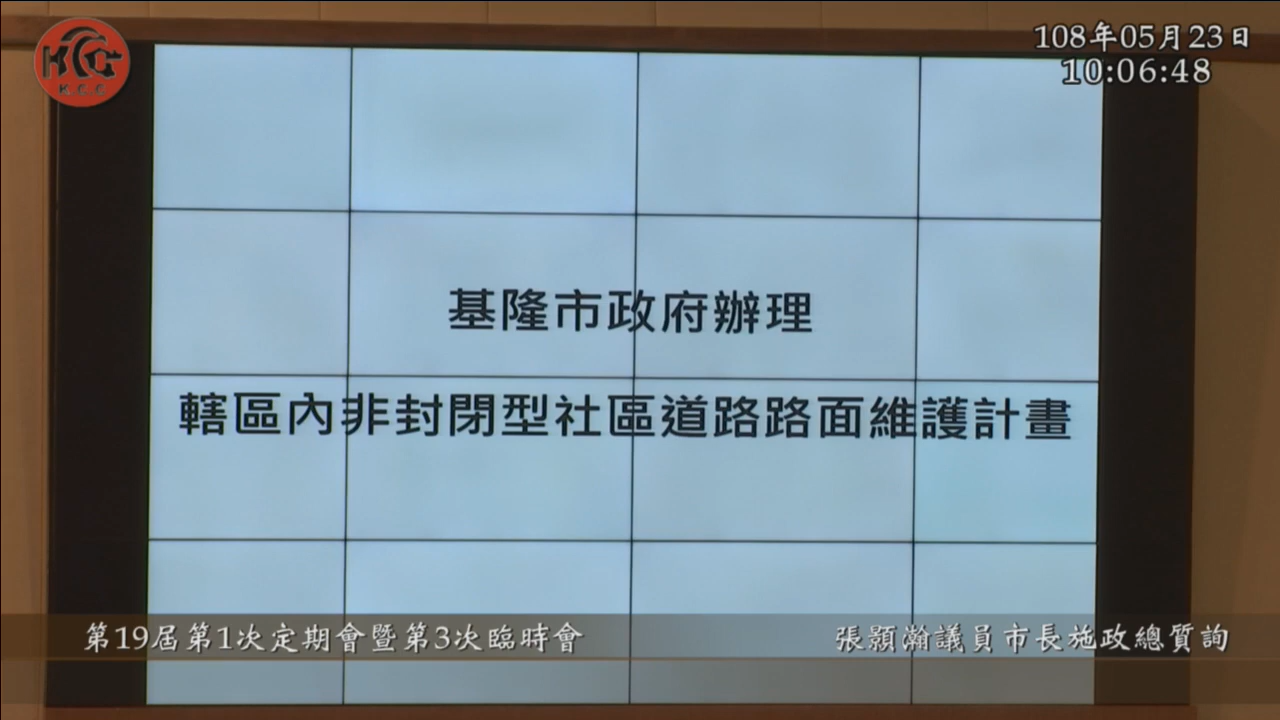 KCC
K.C.C
108年05月23日
10:06:48
基隆市政府辦理
轄區內非封閉型社區道路路面維護計畫
第19屆第1次定期會暨第3次臨時會
張顥瀚議員市長施政總質詢